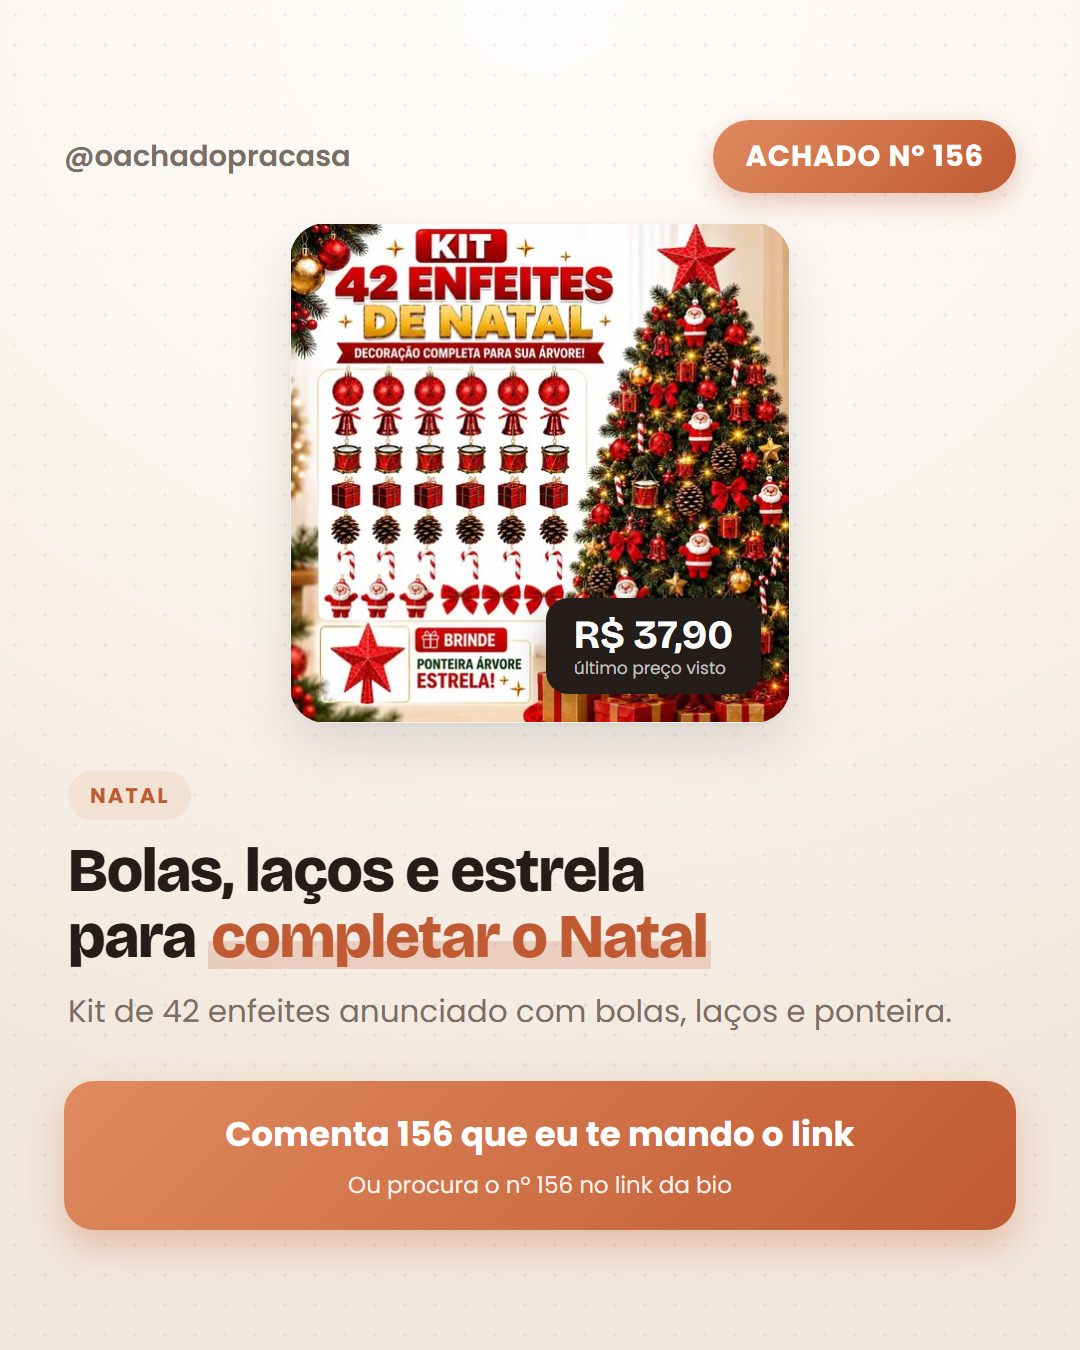 @oachadopracasa
ACHADO Nº 156
KIT
42 ENFEITES
DE NATAL
DECORAÇÃO COMPLETA PARA SUA ÁRVORE!
BRINDE
PONTEIRA ÁRVORE
ESTRELA!
R$ 37,90
último preço visto
NATAL
Bolas, laços e estrela
para completar o Natal
Kit de 42 enfeites anunciado com bolas, laços e ponteira.
Comenta 156 que eu te mando o link
Ou procura o nº 156 no link da bio